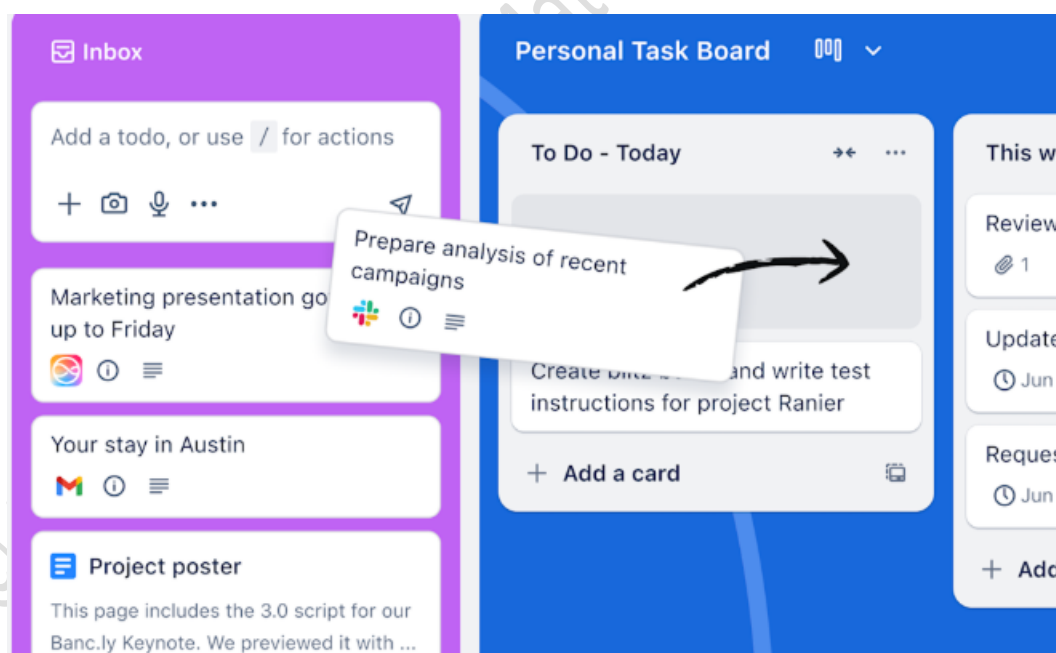 Inbox
Add a todo, or use / for actions
Marketing presentation go
up to Friday
Your stay in Austin
Project poster
This page includes the 3.0 script for our
Banc.ly Keynote. We previewed it with ...
Prepare analysis of recent
campaigns
Personal Task Board
To Do - Today
Create and write test
instructions for project Ranier
Add a card
This w
Review
1
Update
Jun
Reques
Jun
Add